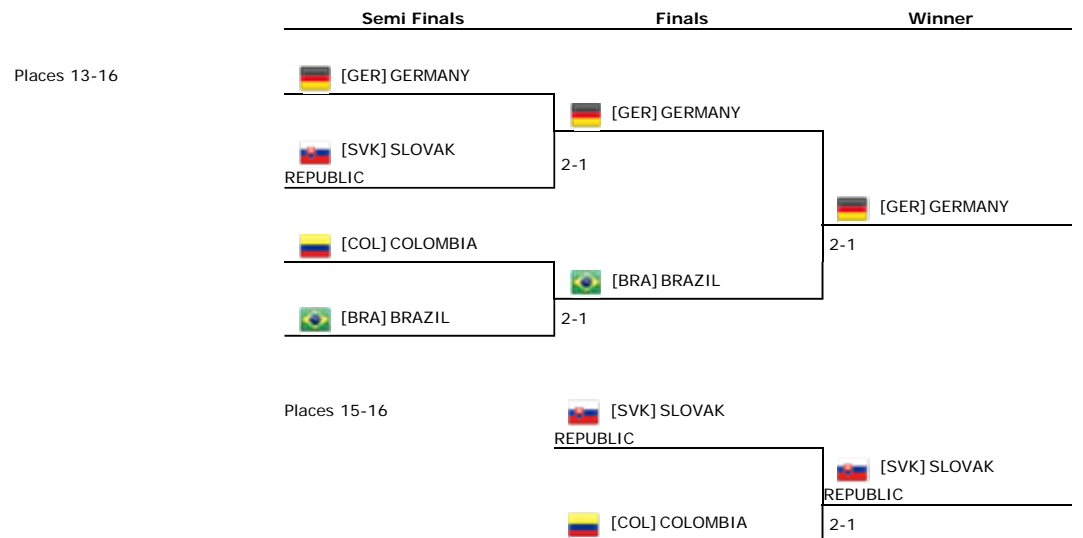 Semi Finals Finals Winner
Places 13-16 [GER] GERMANY
[GER] GERMANY
[SVK] SLOVAK
REPUBLIC
2-1
[GER] GERMANY
[COL] COLOMBIA
2-1
[BRA] BRAZIL
[BRA] BRAZIL
2-1
Places 15-16 [SVK] SLOVAK
REPUBLIC
[SVK] SLOVAK
REPUBLIC
[COL] COLOMBIA
2-1